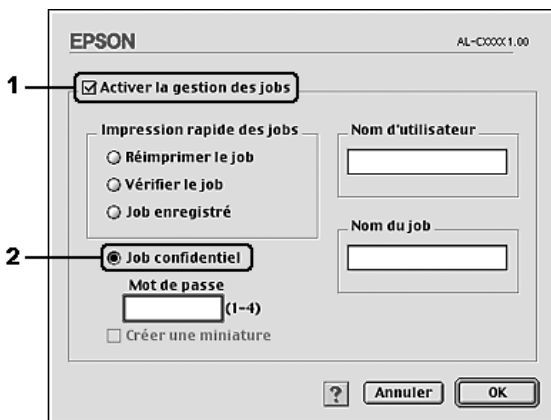 EPSON
AL-CXXXX 1.00
1
Activer la gestion des jobs
Impression rapide des jobs
Réimprimer le job
Vérifier le job
Job enregistré
Nom d'utilisateur
Nom du job
2
Job confidentiel
Mot de passe
(1-4)
Créer une miniature
?
Annuler
OK